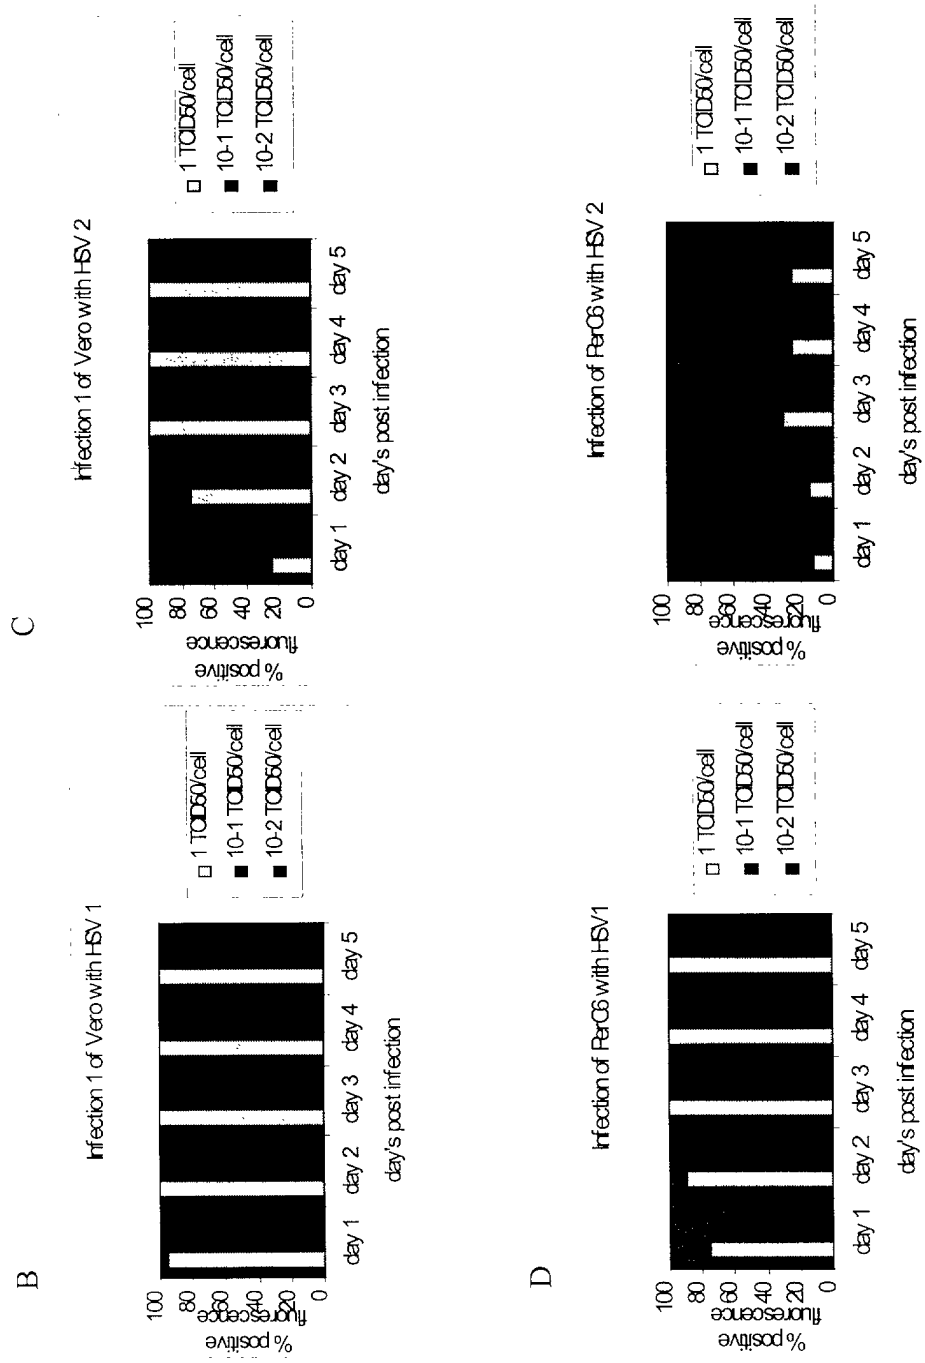 B
Infection 1 of Vero with HSV 1
% positive
fluorescence
100
80
60
40
20
0
day 1
day 2
day 3
day 4
day 5
day's post infection
1 TCID50/cell
10-1 TCID50/cell
10-2 TCID50/cell
C
Infection 1 of Vero with HSV 2
% positive
fluorescence
100
80
60
40
20
0
day 1
day 2
day 3
day 4
day 5
day's post infection
1 TCID50/cell
10-1 TCID50/cell
10-2 TCID50/cell
D
Infection of PerC6 with HSV1
% positive
fluorescence
100
80
60
40
20
0
day 1
day 2
day 3
day 4
day 5
day's post infection
1 TCID50/cell
10-1 TCID50/cell
10-2 TCID50/cell
Infection of PerC6 with HSV 2
% positive
fluorescence
100
80
60
40
20
0
day 1
day 2
day 3
day 4
day 5
day's post infection
1 TCID50/cell
10-1 TCID50/cell
10-2 TCID50/cell